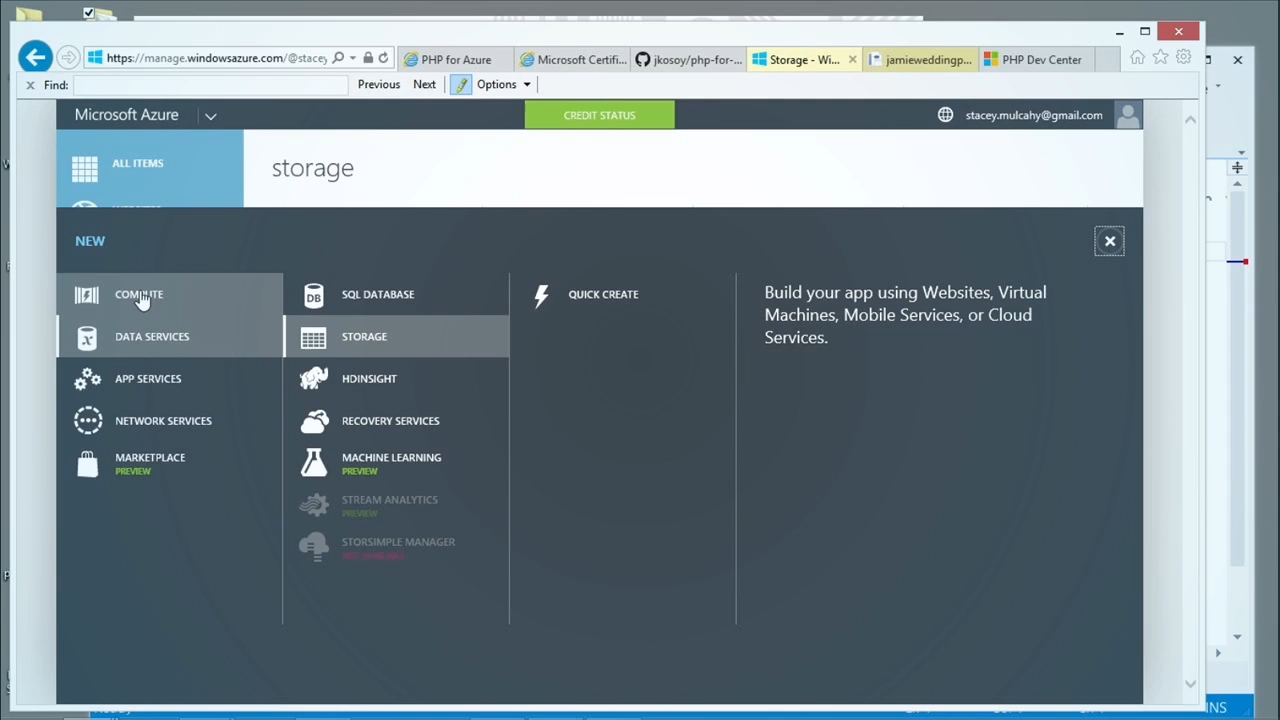 https://manage.windowsazure.com/@stacey
PHP for Azure
Microsoft Certifi...
jkosoy/php-for-...
Storage - Wi...
jamieweddingp...
PHP Dev Center
Find:
Previous
Next
Options
Microsoft Azure
CREDIT STATUS
stacey.mulcahy@gmail.com
ALL ITEMS
storage
NEW
COMPUTE
DATA SERVICES
APP SERVICES
NETWORK SERVICES
MARKETPLACE
PREVIEW
SQL DATABASE
STORAGE
HDINSIGHT
RECOVERY SERVICES
MACHINE LEARNING
PREVIEW
STREAM ANALYTICS
PREVIEW
STORSIMPLE MANAGER
NOT AVAILABLE
QUICK CREATE
Build your app using Websites, Virtual
Machines, Mobile Services, or Cloud
Services.